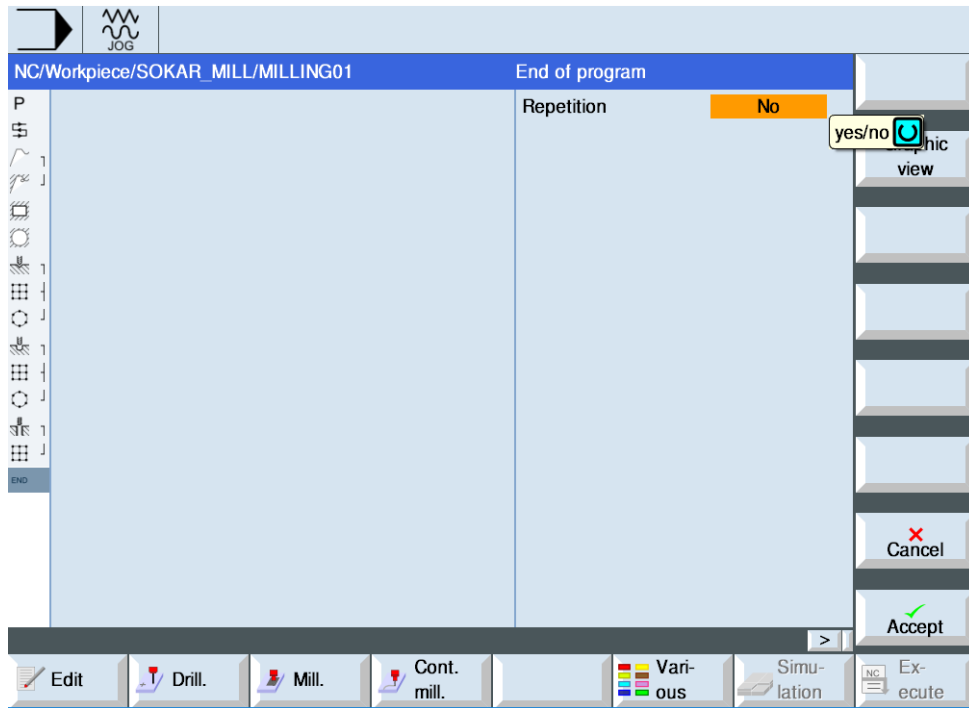 JOG
NC/Workpiece/SOKAR_MILL/MILLING01
End of program
P
Repetition
No
yes/no
view
END
Cancel
Accept
>
Edit
Drill.
Mill.
Cont.
mill.
Vari-
ous
Simu-
lation
NC
Ex-
ecute